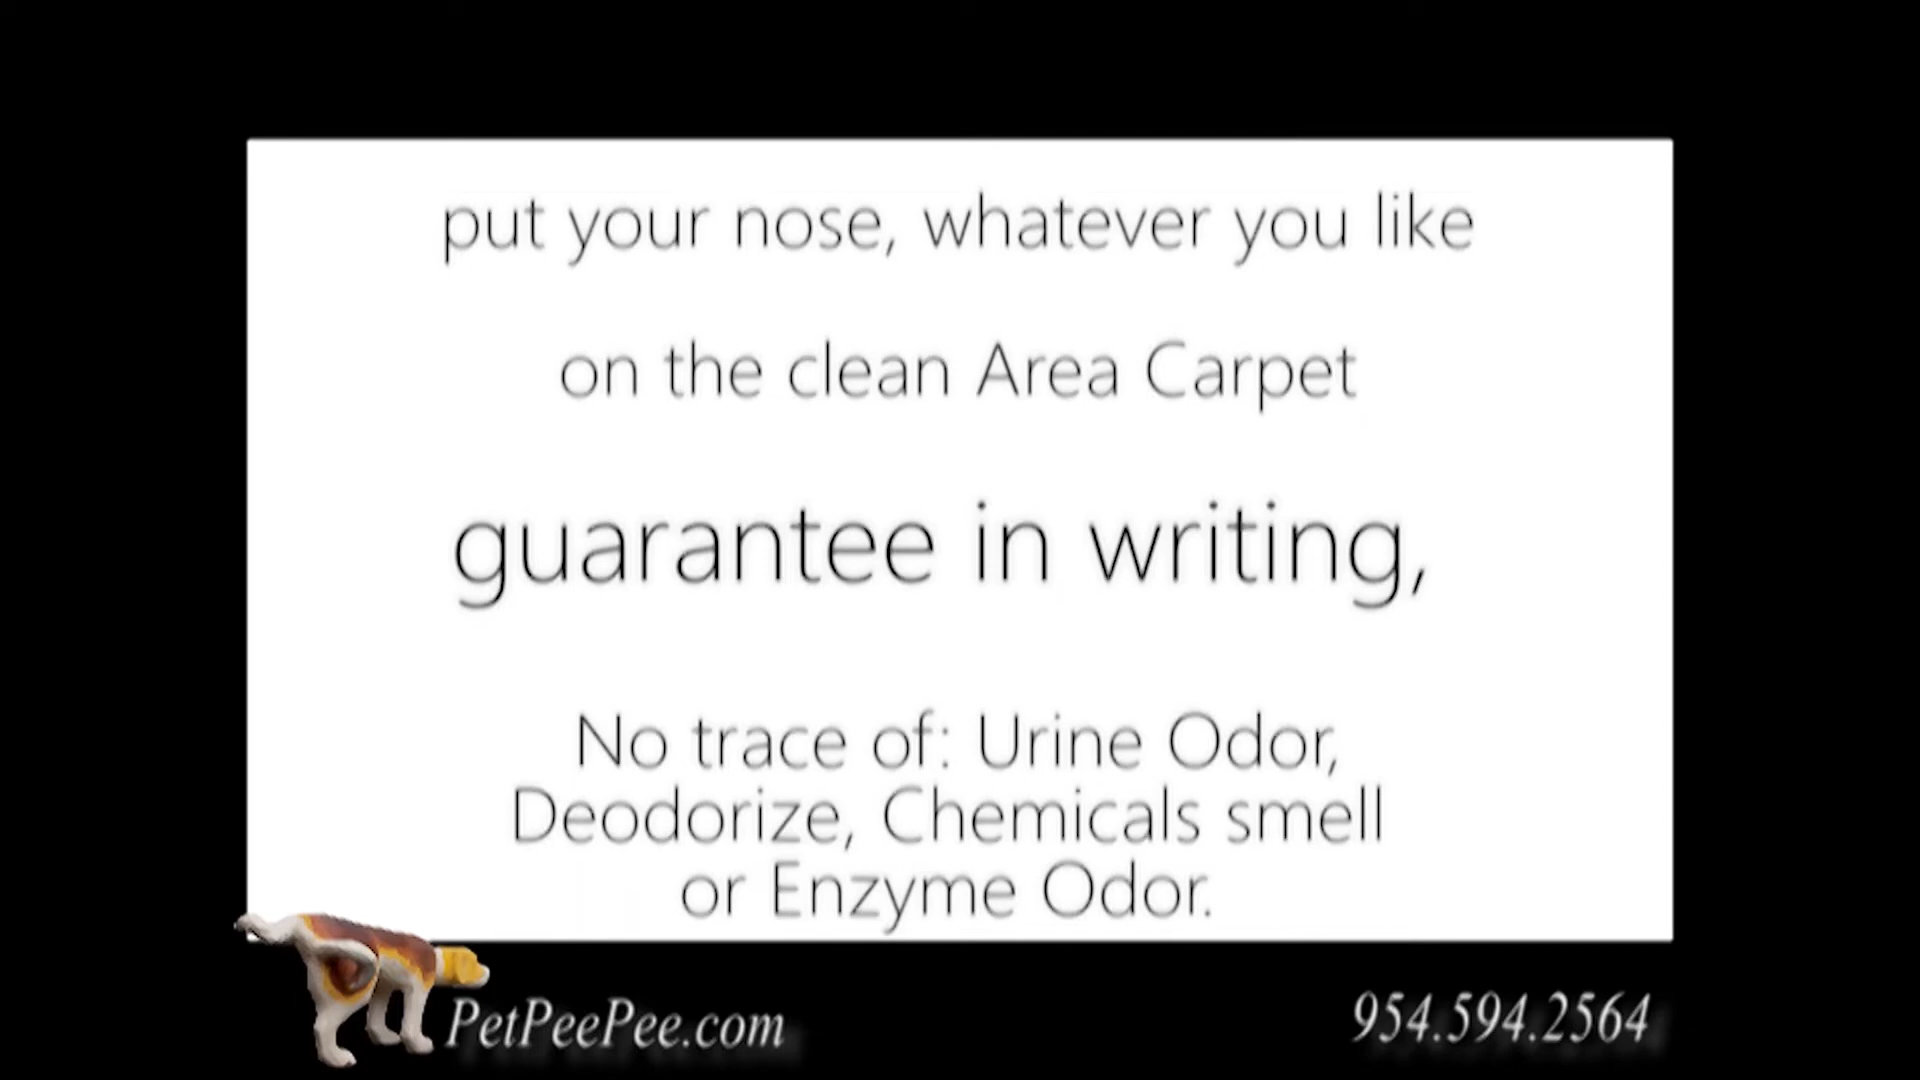 put your nose, whatever you like
on the clean Area Carpet
guarantee in writing,
No trace of: Urine Odor,
Deodorize, Chemicals smell
or Enzyme Odor.
PetPeePee.com
954.594.2564